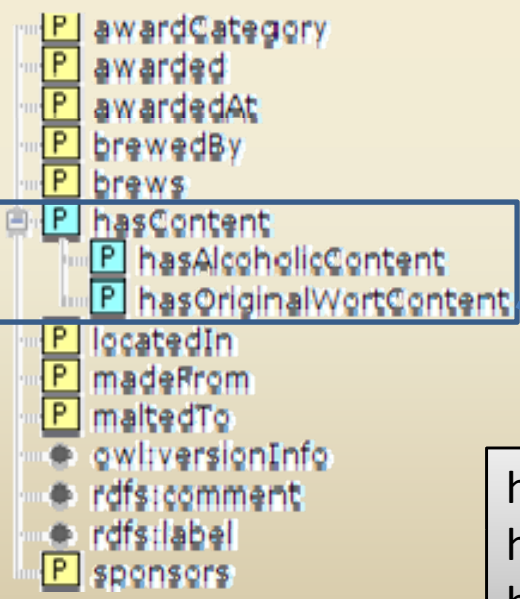 P awardCategory
P awarded
P awardedAt
P brewedBy
P brews
P hasContent
P hasAlcoholicContent
P hasOriginalWortContent
P locatedIn
P madeFrom
P maltedTo
owl:versionInfo
rdfs:comment
rdfs:label
P sponsors
h
h